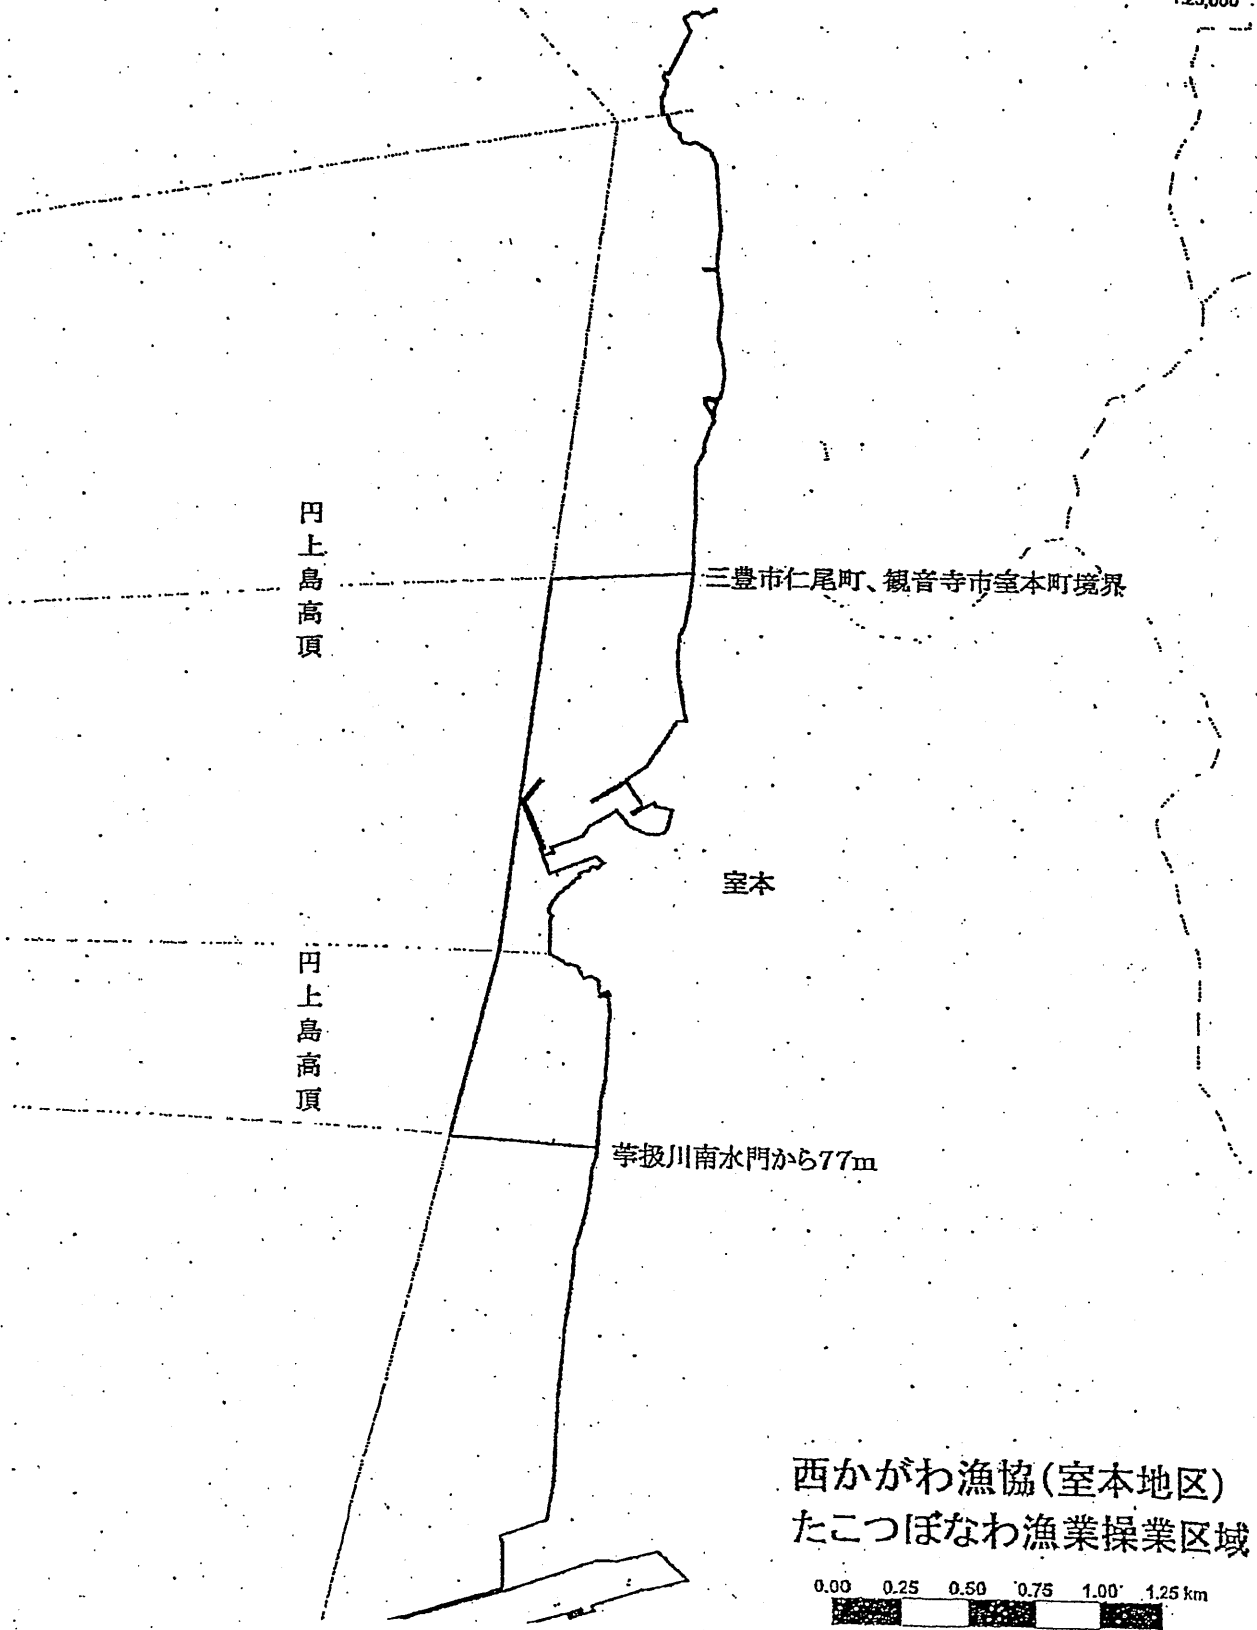 円上島高頂
三豊市仁尾町、観音寺市室本町境界
室本
円上島高頂
莘扱川南水門から77m
西かがわ漁協(室本地区)
たこつぼなわ漁業操業区域
0.00 0.25 0.50 0.75 1.00 1.25 km